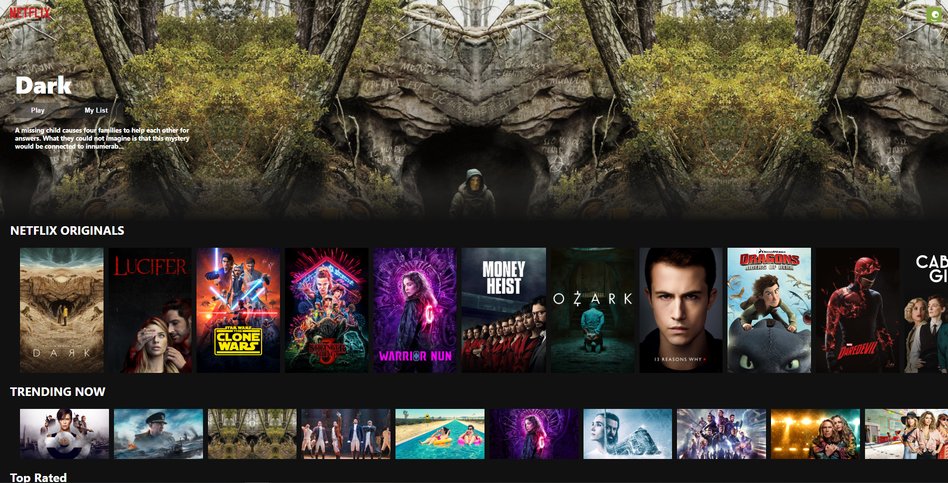 NETFLIX
Dark
Play
My List
A missing child causes four families to help each other for
answers. What they could not imagine is that this mystery
would be connected to innumerab...
NETFLIX ORIGINALS
DARK
LUCIFER
STAR WARS
THE
CLONE
WARS
WARRIOR NUN
MONEY
HEIST
OZARK
13 REASONS WHY
DRAGONS
DAREDEVIL
CAB
GI
TRENDING NOW
Top Rated